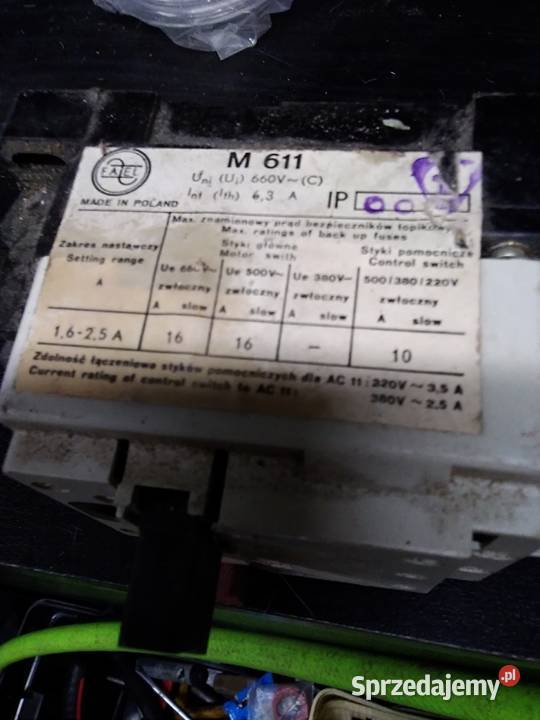 M 611
FAEL
MADE IN POLAND
Uni (Ui) 660V~(C)
Int (Ith) 6,3 A
IP 00
Max. znamionowy prąd bezpieczników topikowych
Max. ratings of back up fuses
Zakres nastawczy
Setting range
A
Styki główne
Motor swith
Styki pomocnicze
Control switch
Ue 660V~
Ue 500V~
Ue 380V~
500/380/220V
zwłoczny
zwłoczny
zwłoczny
zwłoczny
A slow
A slow
A slow
A slow
1,6-2,5 A
16
16
–
10
Zdolność łączeniowa styków pomocniczych dla AC 11: 220V ~ 3,5 A
Current rating of control switch to AC 11: 380V ~ 2,5 A
Sprzedajemy.pl